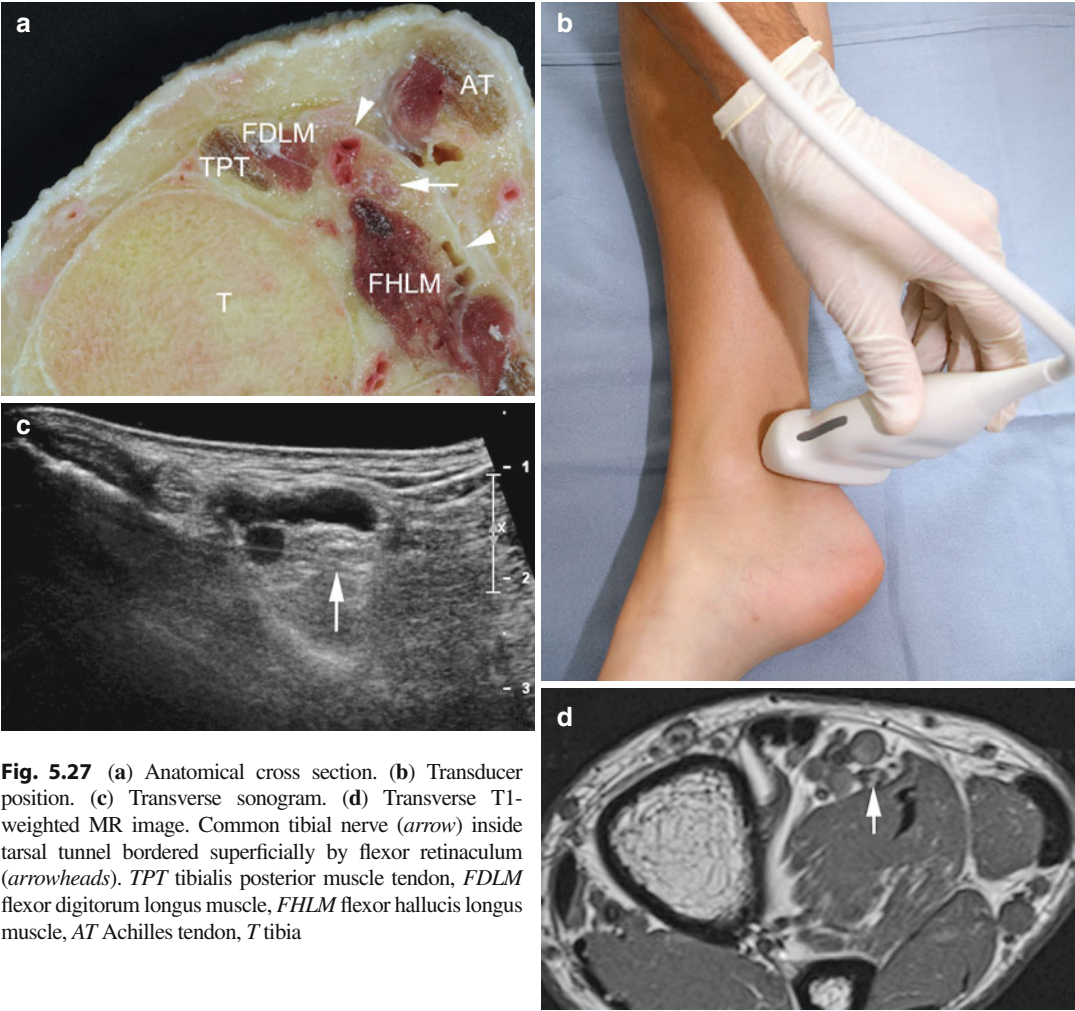 a
AT
FDLM
TPT
FHLM
T
b
c
1
x
2
3
d
Fig. 5.27 (a) Anatomical cross section. (b) Transducer
position. (c) Transverse sonogram. (d) Transverse T1-
weighted MR image. Common tibial nerve (arrow) inside
tarsal tunnel bordered superficially by flexor retinaculum
(arrowheads). TPT tibialis posterior muscle tendon, FDLM
flexor digitorum longus muscle, FHLM flexor hallucis longus
muscle, AT Achilles tendon, T tibia